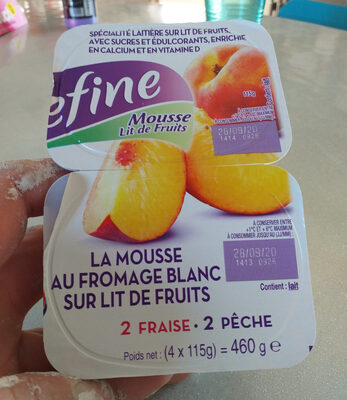 SPÉCIALITÉ LAITIÈRE SUR LIT DE FRUITS,
AVEC SUCRES ET ÉDULCORANTS, ENRICHIE
EN CALCIUM ET EN VITAMINE D
efine
Mousse
Lit de Fruits
115g
28/09/20
1414 0926
À CONSERVER ENTRE
+1°C ET + 6°C MAXIMUM
À CONSOMMER JUSQU'AU (JJ/MM) :
28/09/20
1413 0926
Contient : lait
LA MOUSSE
AU FROMAGE BLANC
SUR LIT DE FRUITS
2 FRAISE • 2 PÊCHE
Poids net : (4 x 115g) = 460 g e